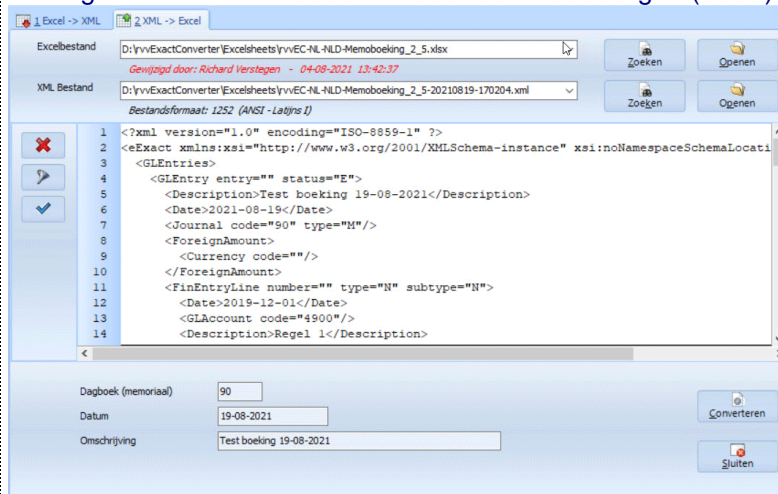 1 Excel -> XML
2 XML -> Excel
Excelbestand
D:\rvvExactConverter\Excelsheets\rvvEC-NL-NLD-Memoboeking_2_5.xlsx
Zoeken
Openen
Gewijzigd door: Richard Verstegen - 04-08-2021 13:42:37
XML Bestand
D:\rvvExactConverter\Excelsheets\rvvEC-NL-NLD-Memoboeking_2_5-20210819-170204.xml
Zoeken
Openen
Bestandsformaat: 1252 (ANSI - Latijns I)
1 <?xml version="1.0" encoding="ISO-8859-1" ?>
2 <eExact xmlns:xsi="http://www.w3.org/2001/XMLSchema-instance" xsi:noNamespaceSchemaLocati
3 <GLEntries>
4 <GLEntry entry="" status="E">
5 <Description>Test boeking 19-08-2021</Description>
6 <Date>2021-08-19</Date>
7 <Journal code="90" type="M"/>
8 <ForeignAmount>
9 <Currency code=""/>
10 </ForeignAmount>
11 <FinEntryLine number="" type="N" subtype="N">
12 <Date>2019-12-01</Date>
13 <GLAccount code="4900"/>
14 <Description>Regel 1</Description>
Dagboek (memoriaal)
90
Datum
19-08-2021
Omschrijving
Test boeking 19-08-2021
Converteren
Sluiten